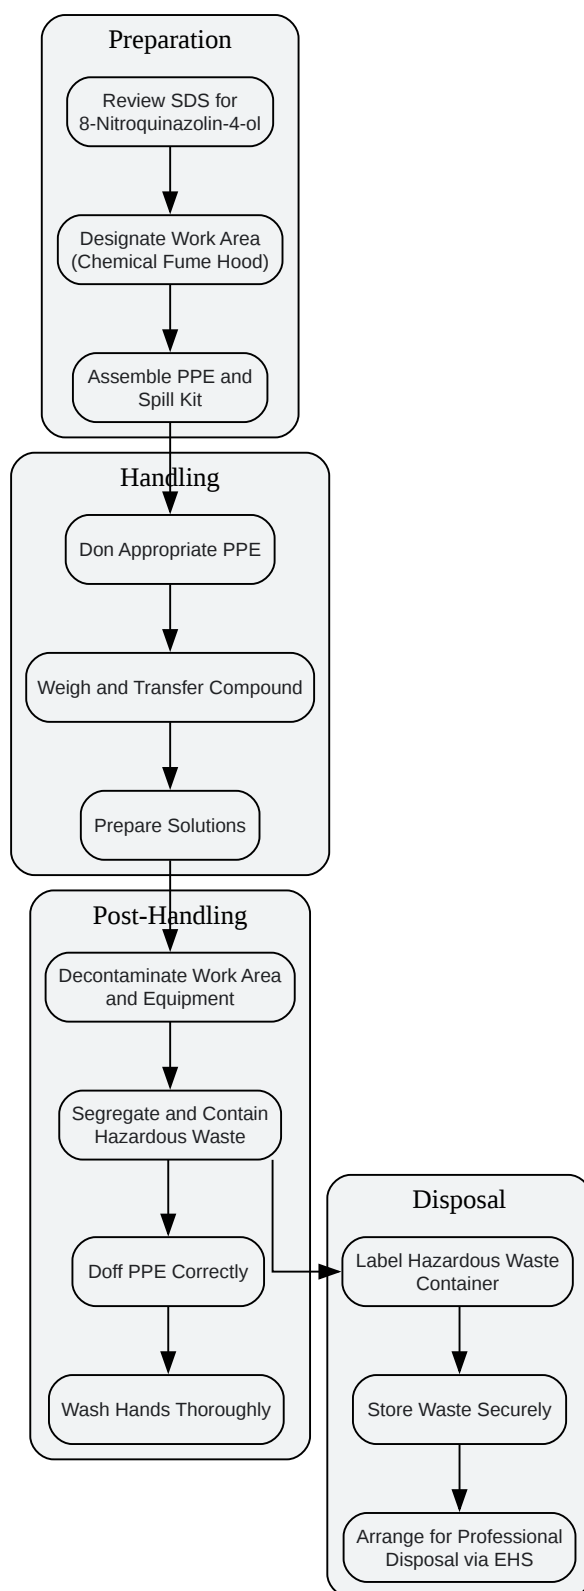 Preparation
Review SDS for
8-Nitroquinazolin-4-ol
Designate Work Area
(Chemical Fume Hood)
Assemble PPE and
Spill Kit
Handling
Don Appropriate PPE
Weigh and Transfer Compound
Prepare Solutions
Post-Handling
Decontaminate Work Area
and Equipment
Segregate and Contain
Hazardous Waste
Doff PPE Correctly
Wash Hands Thoroughly
Disposal
Label Hazardous Waste
Container
Store Waste Securely
Arrange for Professional
Disposal via EHS